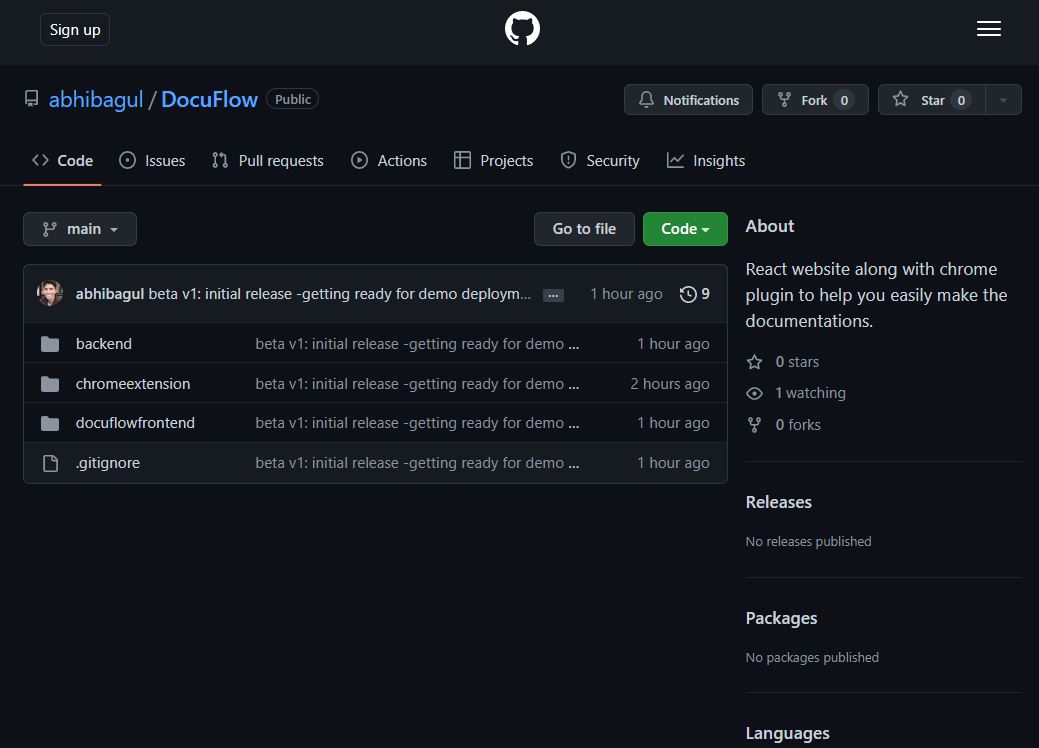 Sign up
abhibagul / DocuFlow Public
Notifications Fork 0 Star 0
Code Issues Pull requests Actions Projects Security Insights
main Go to file Code
abhibagul beta v1: initial release -getting ready for demo deploym... ... 1 hour ago 9
backend beta v1: initial release -getting ready for demo ... 1 hour ago
chromeextension beta v1: initial release -getting ready for demo ... 2 hours ago
docuflowfrontend beta v1: initial release -getting ready for demo ... 1 hour ago
.gitignore beta v1: initial release -getting ready for demo ... 1 hour ago
About
React website along with chrome
plugin to help you easily make the
documentations.
0 stars
1 watching
0 forks
Releases
No releases published
Packages
No packages published
Languages